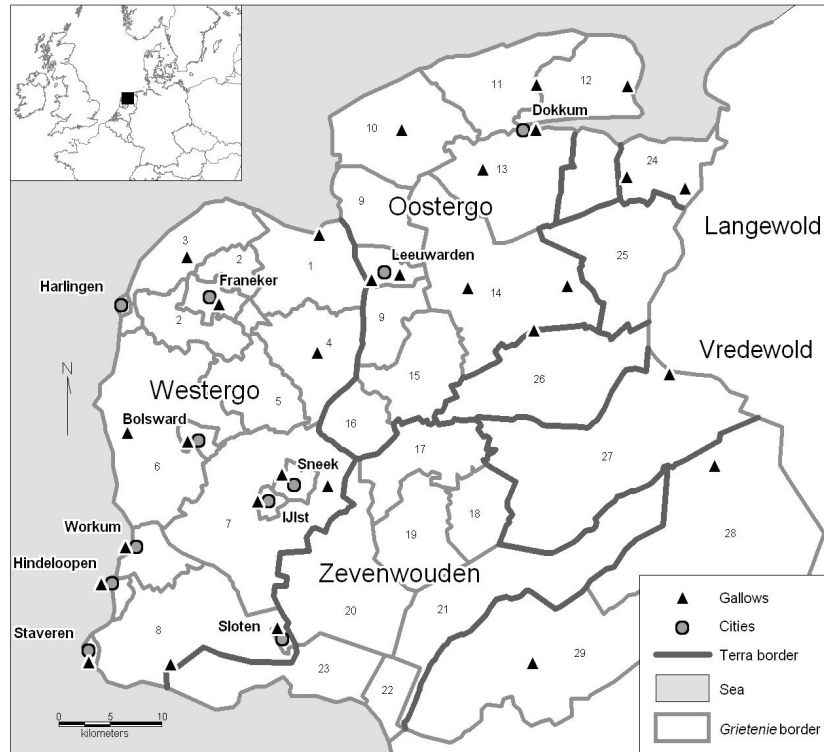 11
12
Dokkum
10
13
24
9
Oostergo
Langewold
3
2
Leeuwarden
1
25
Harlingen
Franeker
14
2
9
4
Vredewold
15
26
Westergo
5
Bolsward
16
17
27
6
Sneek
N
7
IJlst
18
Workum
19
28
Hindeloopen
Zevenwouden
20
21
Staveren
8
Sloten
23
22
29
0 5 10
kilometers
Gallows
Cities
Terra border
Sea
Grietenie border